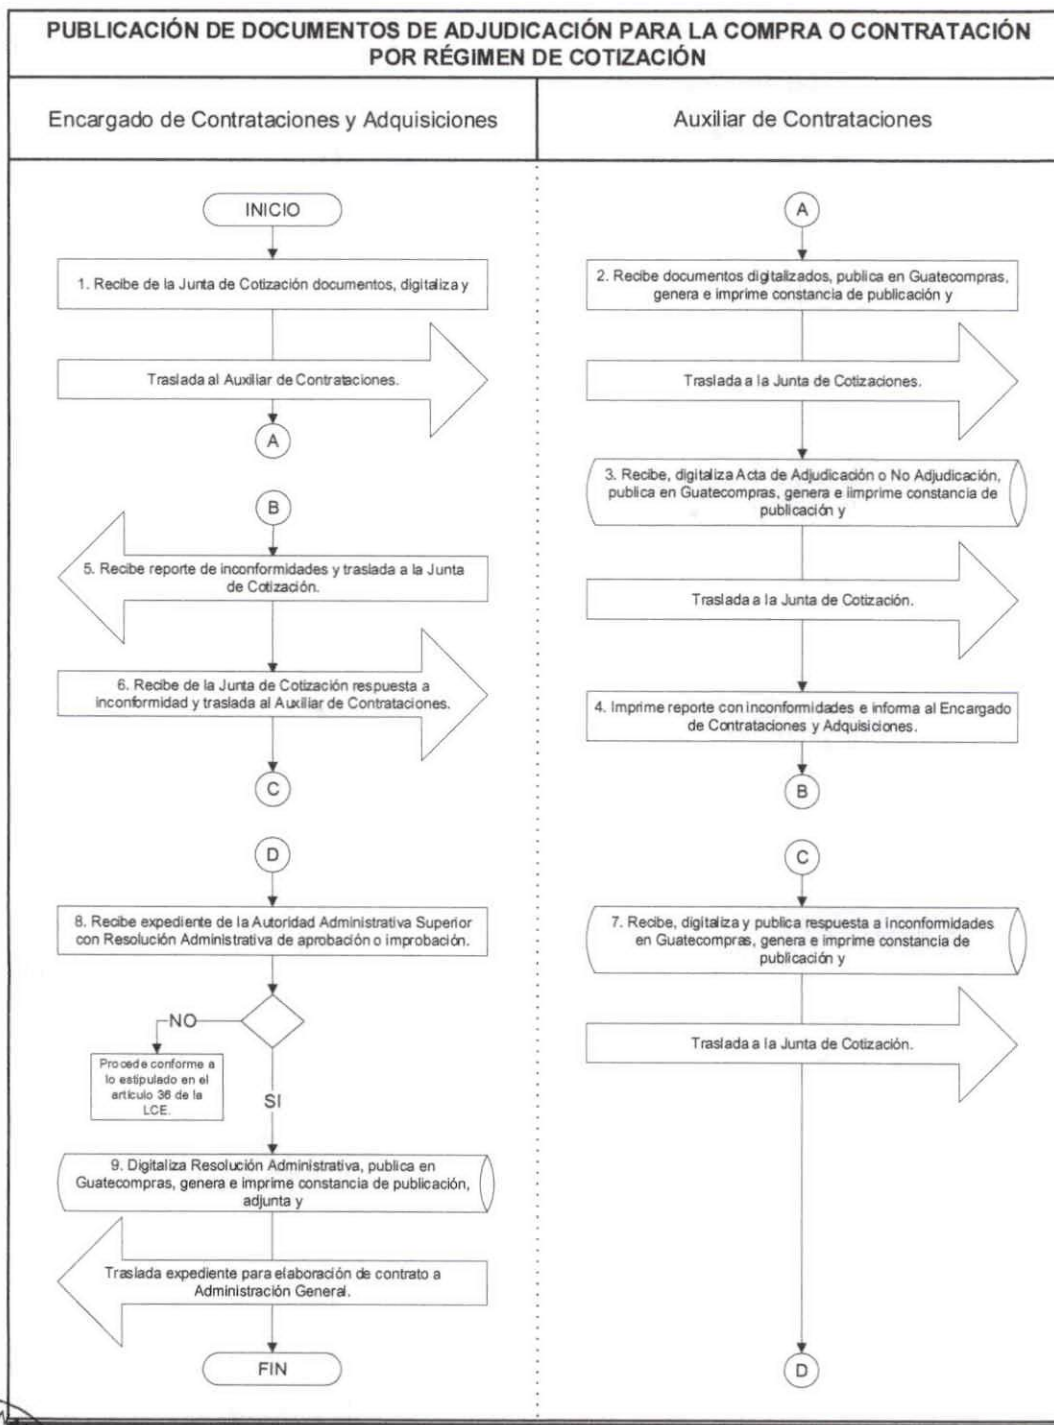 PUBLICACIÓN DE DOCUMENTOS DE ADJUDICACIÓN PARA LA COMPRA O CONTRATACIÓN
POR RÉGIMEN DE COTIZACIÓN
Encargado de Contrataciones y Adquisiciones
Auxiliar de Contrataciones
INICIO
1. Recibe de la Junta de Cotización documentos, digitaliza y
Traslada al Auxiliar de Contrataciones.
A
B
5. Recibe reporte de inconformidades y traslada a la Junta
de Cotización.
6. Recibe de la Junta de Cotización respuesta a
inconformidad y traslada al Auxiliar de Contrataciones.
C
D
8. Recibe expediente de la Autoridad Administrativa Superior
con Resolución Administrativa de aprobación o improbación.
NO
Procede conforme a
lo estipulado en el
artículo 36 de la
LCE.
SI
9. Digitaliza Resolución Administrativa, publica en
Guatecompras, genera e imprime constancia de publicación,
adjunta y
Traslada expediente para elaboración de contrato a
Administración General.
FIN
A
2. Recibe documentos digitalizados, publica en Guatecompras,
genera e imprime constancia de publicación y
Traslada a la Junta de Cotizaciones.
3. Recibe, digitaliza Acta de Adjudicación o No Adjudicación,
publica en Guatecompras, genera e iimprime constancia de
publicación y
Traslada a la Junta de Cotización.
4. Imprime reporte con inconformidades e informa al Encargado
de Contrataciones y Adquisiciones.
B
C
7. Recibe, digitaliza y publica respuesta a inconformidades
en Guatecompras, genera e imprime constancia de
publicación y
Traslada a la Junta de Cotización.
D